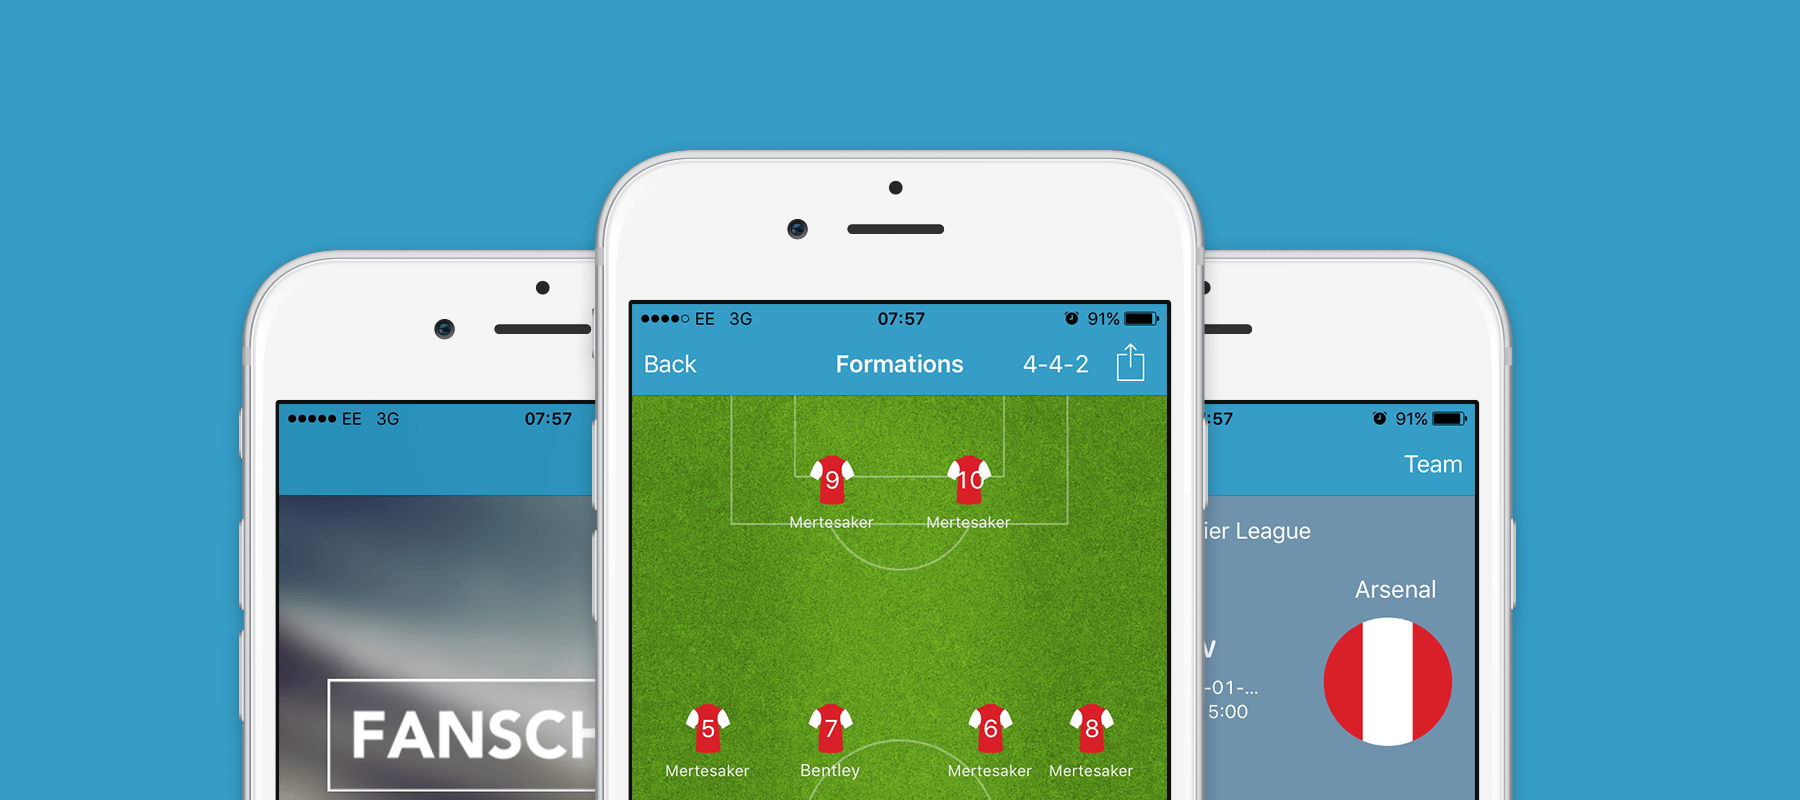 EE 3G 07:57 91%
Back Formations 4-4-2
9 10
Mertesaker Mertesaker
5 7 6 8
Mertesaker Bentley Mertesaker Mertesaker
EE 3G 07:57
FANSCH
:57 91%
Team
ier League
Arsenal
v
-01-...
5:00